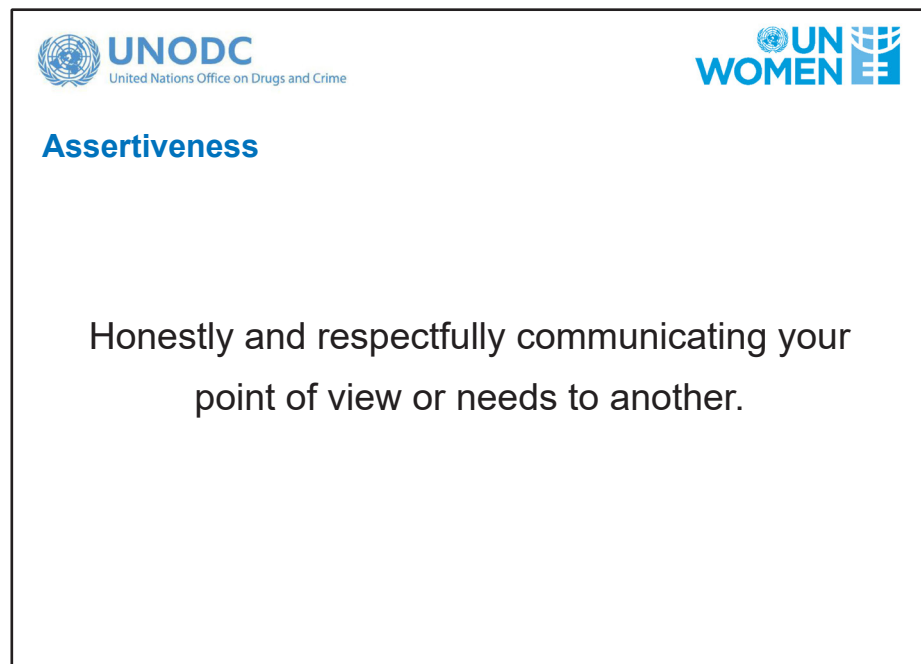 UNODC
United Nations Office on Drugs and Crime
UN
WOMEN
Assertiveness
Honestly and respectfully communicating your
point of view or needs to another.